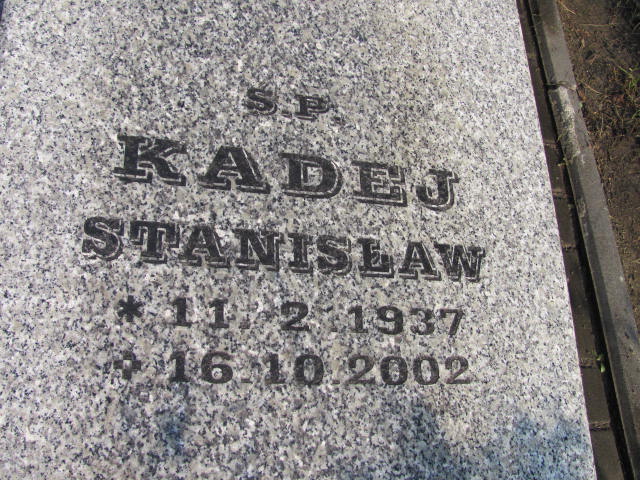 Ś.P.
KADEJ
STANISŁAW
* 11. 2.1937
+ 16.10.2002